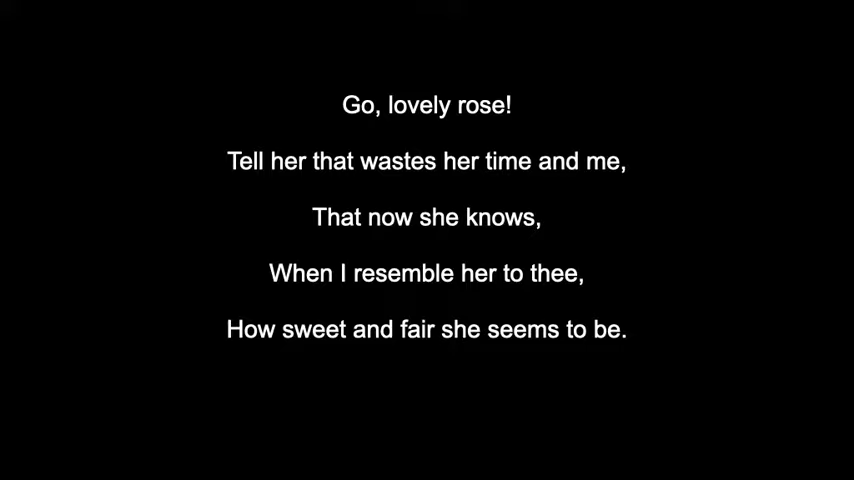 Go, lovely rose!
Tell her that wastes her time and me,
That now she knows,
When I resemble her to thee,
How sweet and fair she seems to be.